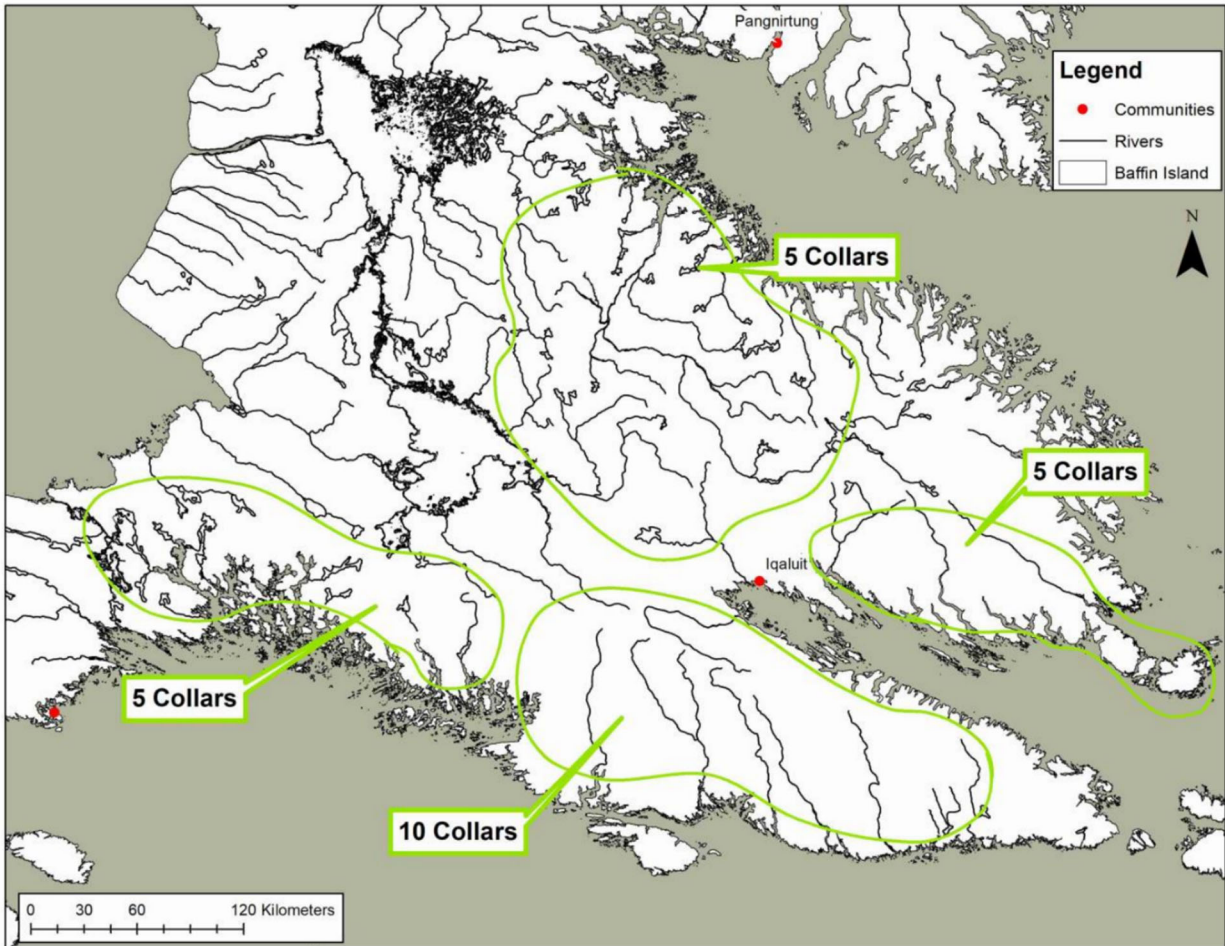 Pangnirtung
Legend
Communities
Rivers
Baffin Island
N
5 Collars
5 Collars
Iqaluit
5 Collars
10 Collars
0 30 60 120 Kilometers